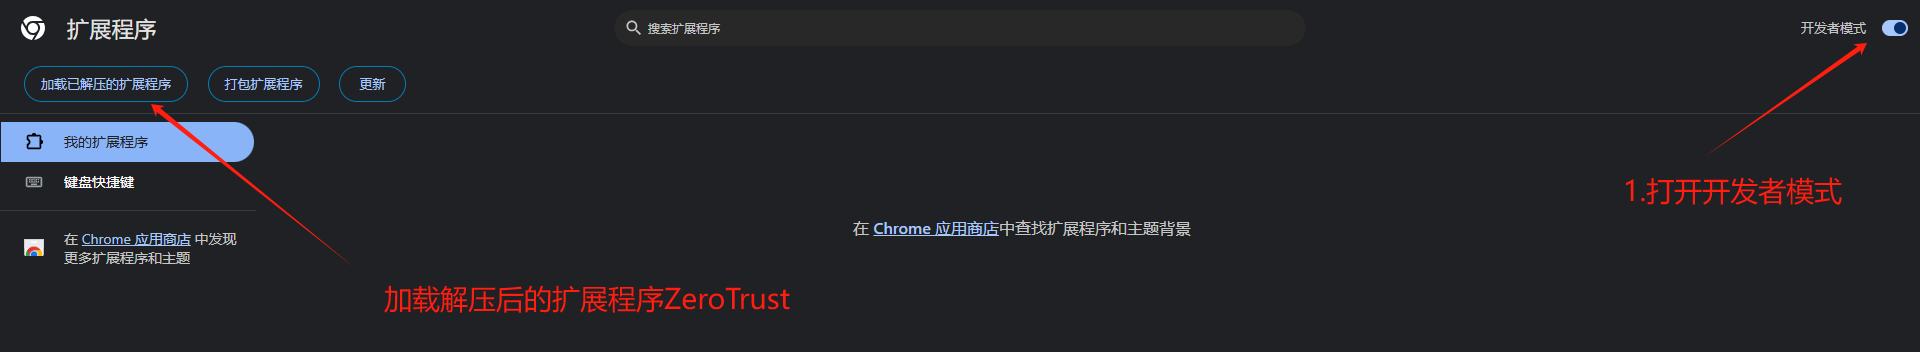 扩展程序
搜索扩展程序
开发者模式
加载已解压的扩展程序
打包扩展程序
更新
我的扩展程序
键盘快捷键
在 Chrome 应用商店 中发现
更多扩展程序和主题
在 Chrome 应用商店中查找扩展程序和主题背景
1.打开开发者模式
加载解压后的扩展程序ZeroTrust